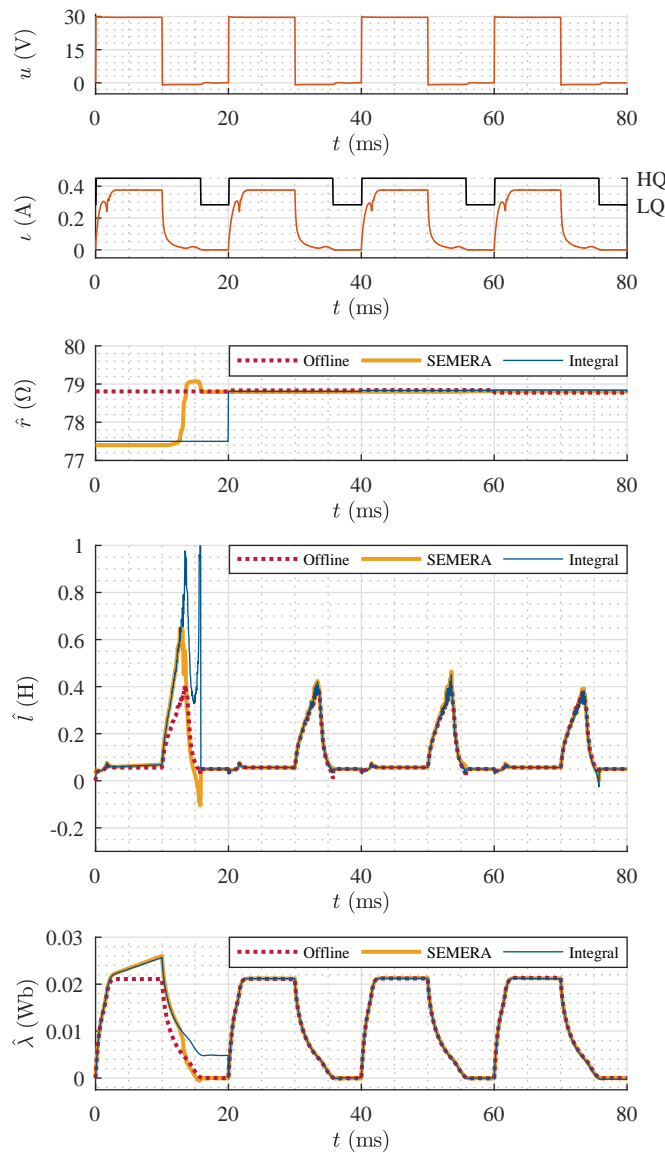 30
15
0
u (V)
0 20 40 60 80
t (ms)
0.4
0.2
0
ι (A)
HQ
LQ
0 20 40 60 80
t (ms)
80
79
78
77
r̂ (Ω)
Offline SEMERA Integral
0 20 40 60 80
t (ms)
1
0.8
0.6
0.4
0.2
0
-0.2
l̂ (H)
Offline SEMERA Integral
0 20 40 60 80
t (ms)
0.03
0.02
0.01
0
λ̂ (Wb)
Offline SEMERA Integral
0 20 40 60 80
t (ms)